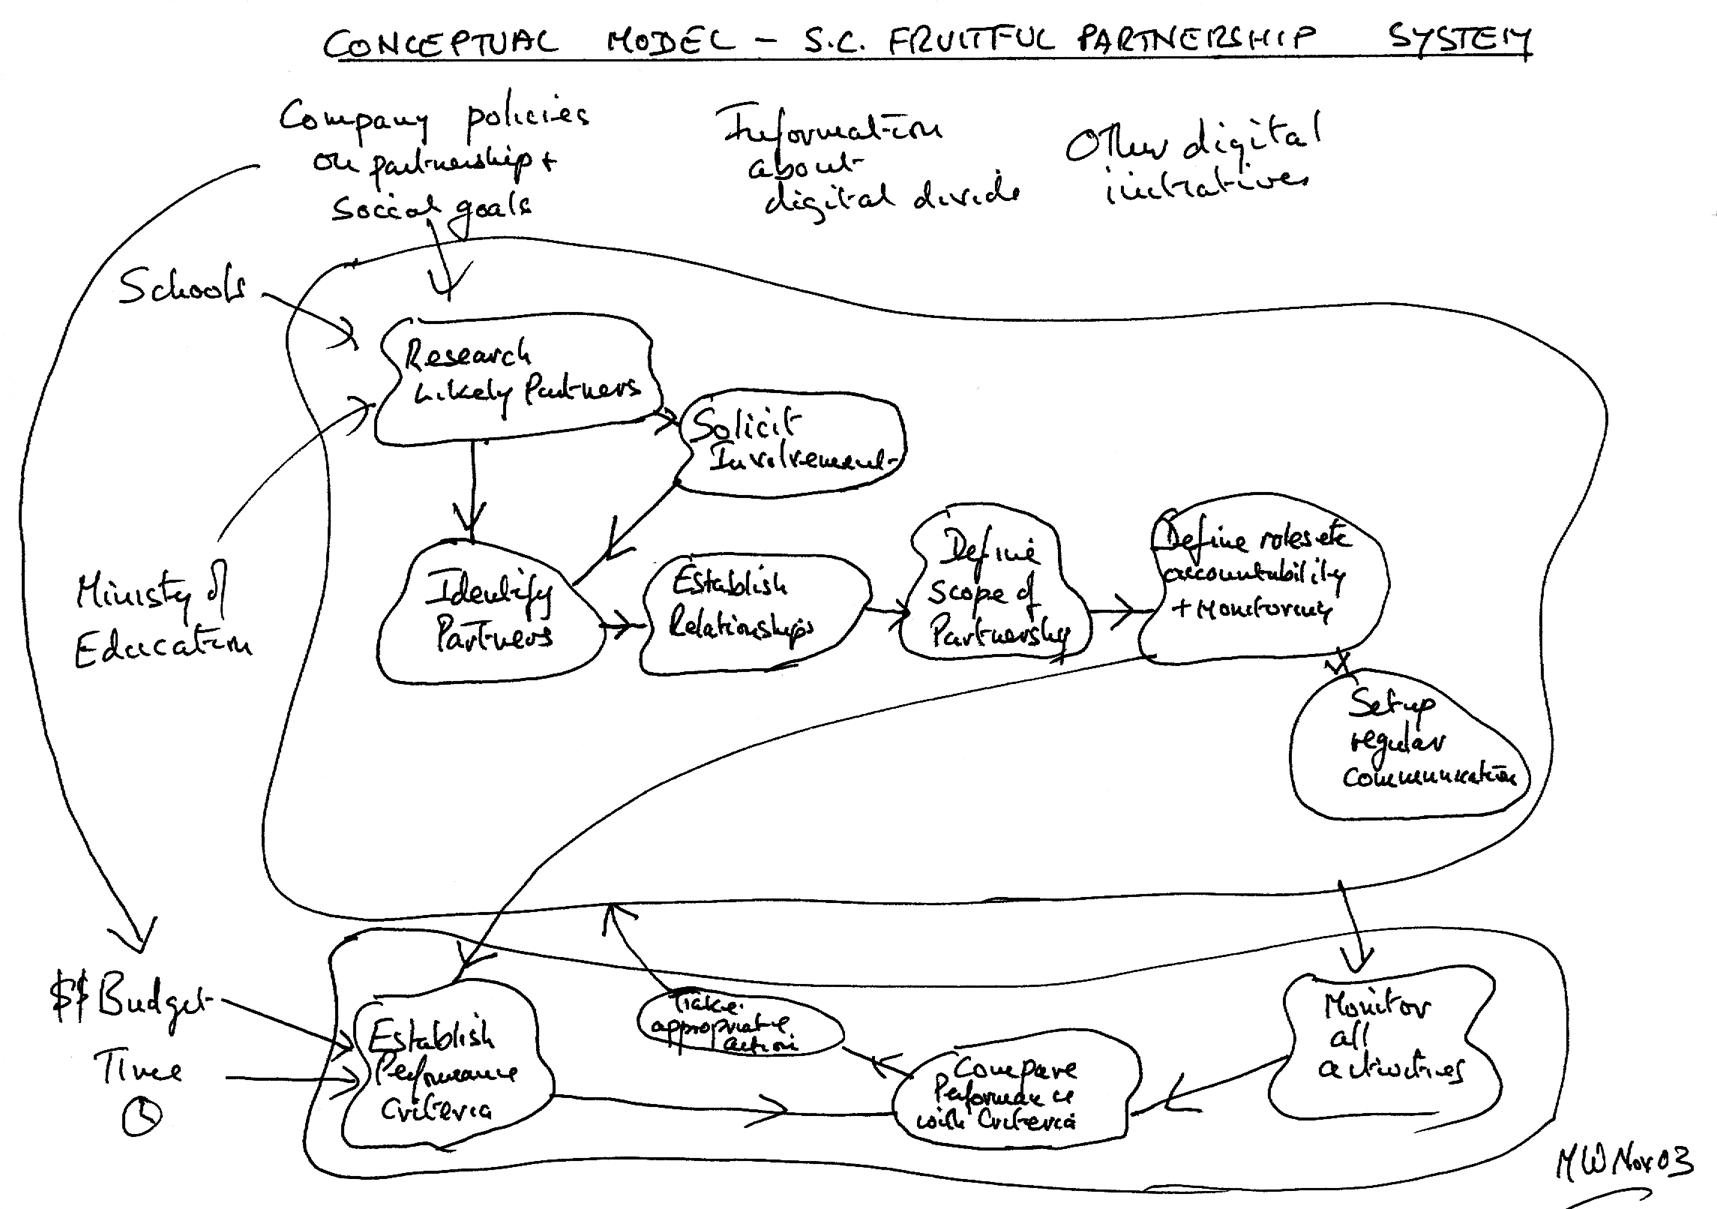 CONCEPTUAL MODEL - S.C. FRUITFUL PARTNERSHIP SYSTEM
Company policies
on partnership +
social goals
Information
about
digital divide
Other digital
initiatives
Schools
Research
Likely Partners
Solicit
Involvement
Ministry of
Education
Identify
Partners
Establish
Relationships
Define
Scope of
Partnership
Define roles etc
accountability
+ Monitoring
Setup
regular
communication
$$ Budget
Time
Establish
Performance
Criteria
Take
appropriate
action
Compare
Performance
with Criteria
Monitor
all
activities
MW Nov 03